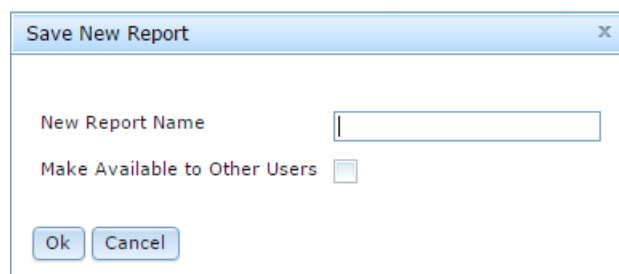 Save New Report x
New Report Name
Make Available to Other Users
Ok Cancel